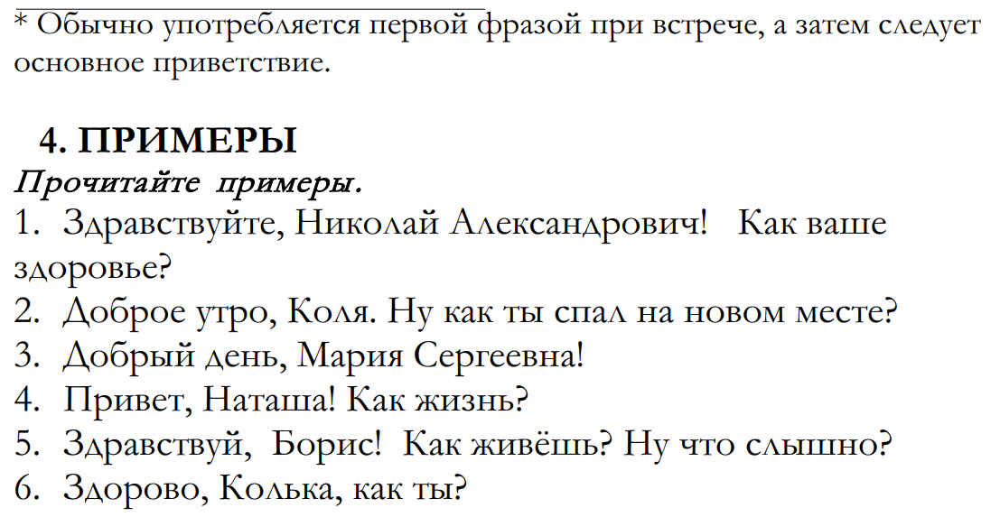 * Обычно употребляется первой фразой при встрече, а затем следует
основное приветствие.
4. ПРИМЕРЫ
Прочитайте примеры.
1. Здравствуйте, Николай Александрович! Как ваше
здоровье?
2. Доброе утро, Коля. Ну как ты спал на новом месте?
3. Добрый день, Мария Сергеевна!
4. Привет, Наташа! Как жизнь?
5. Здравствуй, Борис! Как живёшь? Ну что слышно?
6. Здорово, Колька, как ты?